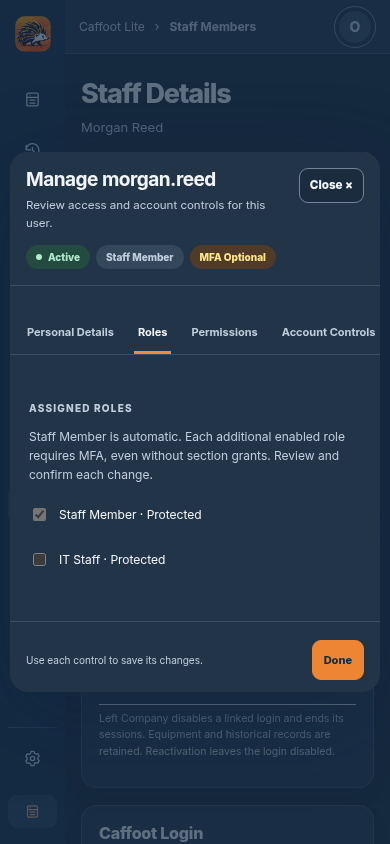 Caffoot Lite › Staff Members
O
Staff Details
Morgan Reed
Manage morgan.reed
Close ×
Review access and account controls for this
user.
Active
Staff Member
MFA Optional
Personal Details
Roles
Permissions
Account Controls
ASSIGNED ROLES
Staff Member is automatic. Each additional enabled role
requires MFA, even without section grants. Review and
confirm each change.
Staff Member · Protected
IT Staff · Protected
Use each control to save its changes.
Done
Left Company disables a linked login and ends its
sessions. Equipment and historical records are
retained. Reactivation leaves the login disabled.
Caffoot Login